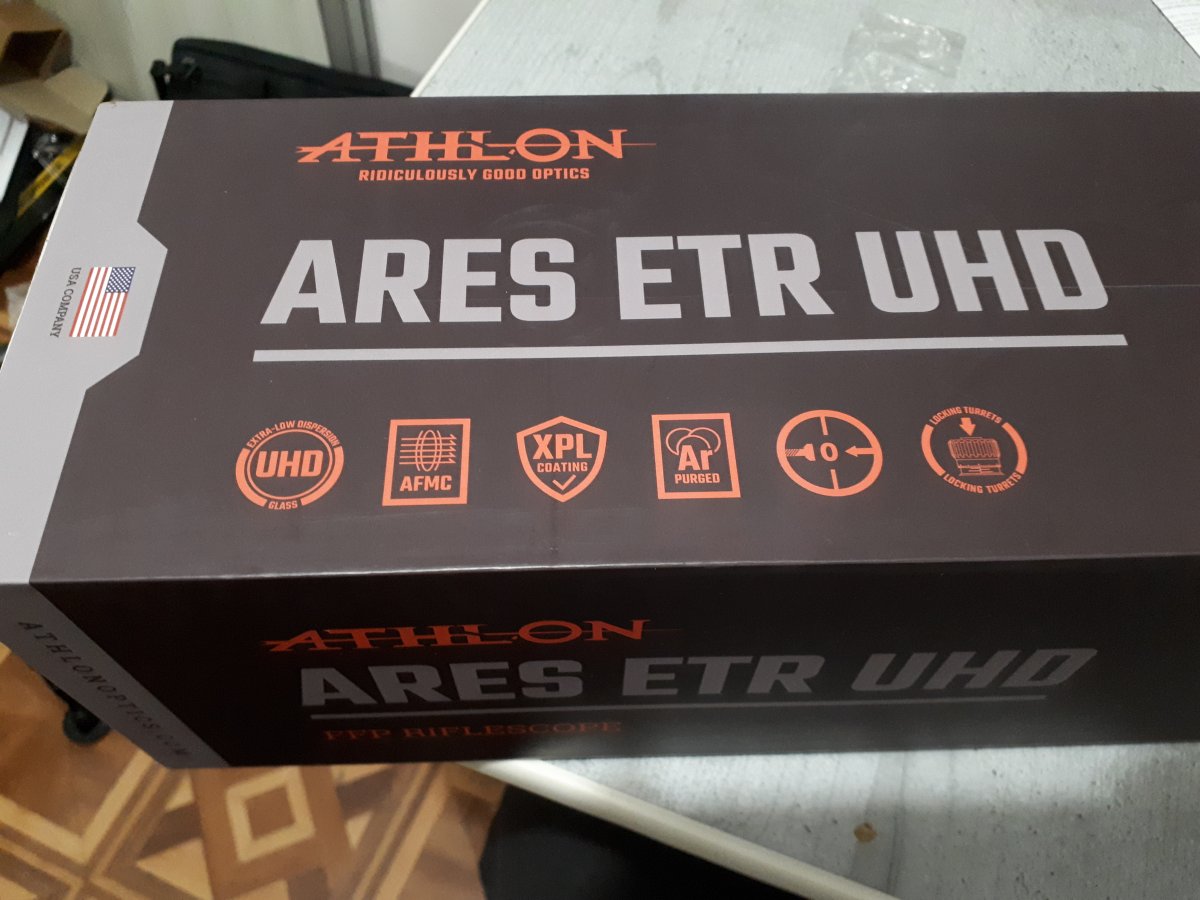 ATHLON
RIDICULOUSLY GOOD OPTICS
ARES ETR UHD
USA COMPANY
EXTRA-LOW DISPERSION
UHD
GLASS
AFMC
XPL
COATING
Ar
PURGED
0
LOCKING TURRETS
LOCKING TURRETS
ATHLON
ARES ETR UHD
FFP RIFLESCOPE
ATHLONOPTICS.COM